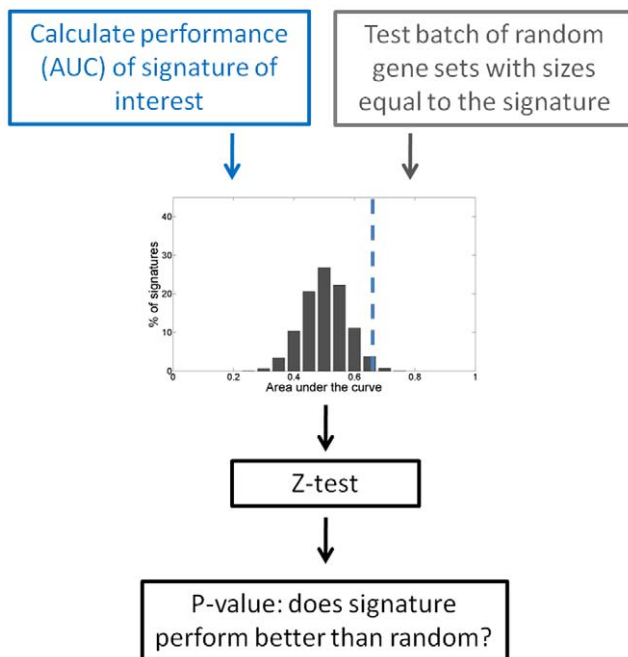 Calculate performance
(AUC) of signature of
interest
Test batch of random
gene sets with sizes
equal to the signature
% of signatures
40
30
20
10
0
0
0.2
0.4
0.6
0.8
1
Area under the curve
Z-test
P-value: does signature
perform better than random?